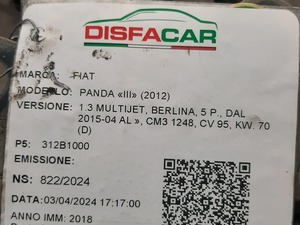 DISFACAR
MARCA: FIAT
MODELLO: PANDA «III» (2012)
VERSIONE: 1.3 MULTIJET, BERLINA, 5 P., DAL
2015-04 AL », CM3 1248, CV 95, KW. 70
(D)
P5: 312B1000
EMISSIONE:
NS: 822/2024
DATA: 03/04/2024 17:17:00
ANNO IMM: 2018